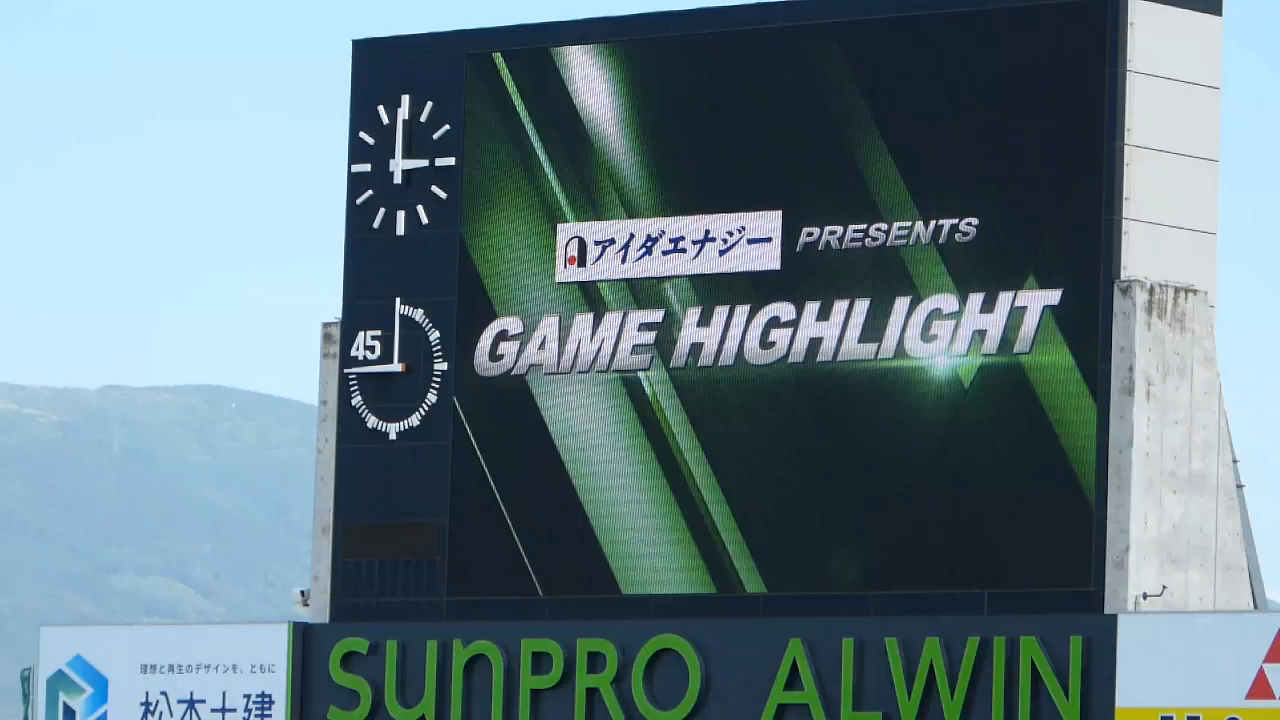 アイダエナジー PRESENTS
GAME HIGHLIGHT
45
SUNPRO ALWIN
理想と再生のデザインを、ともに
松本土建